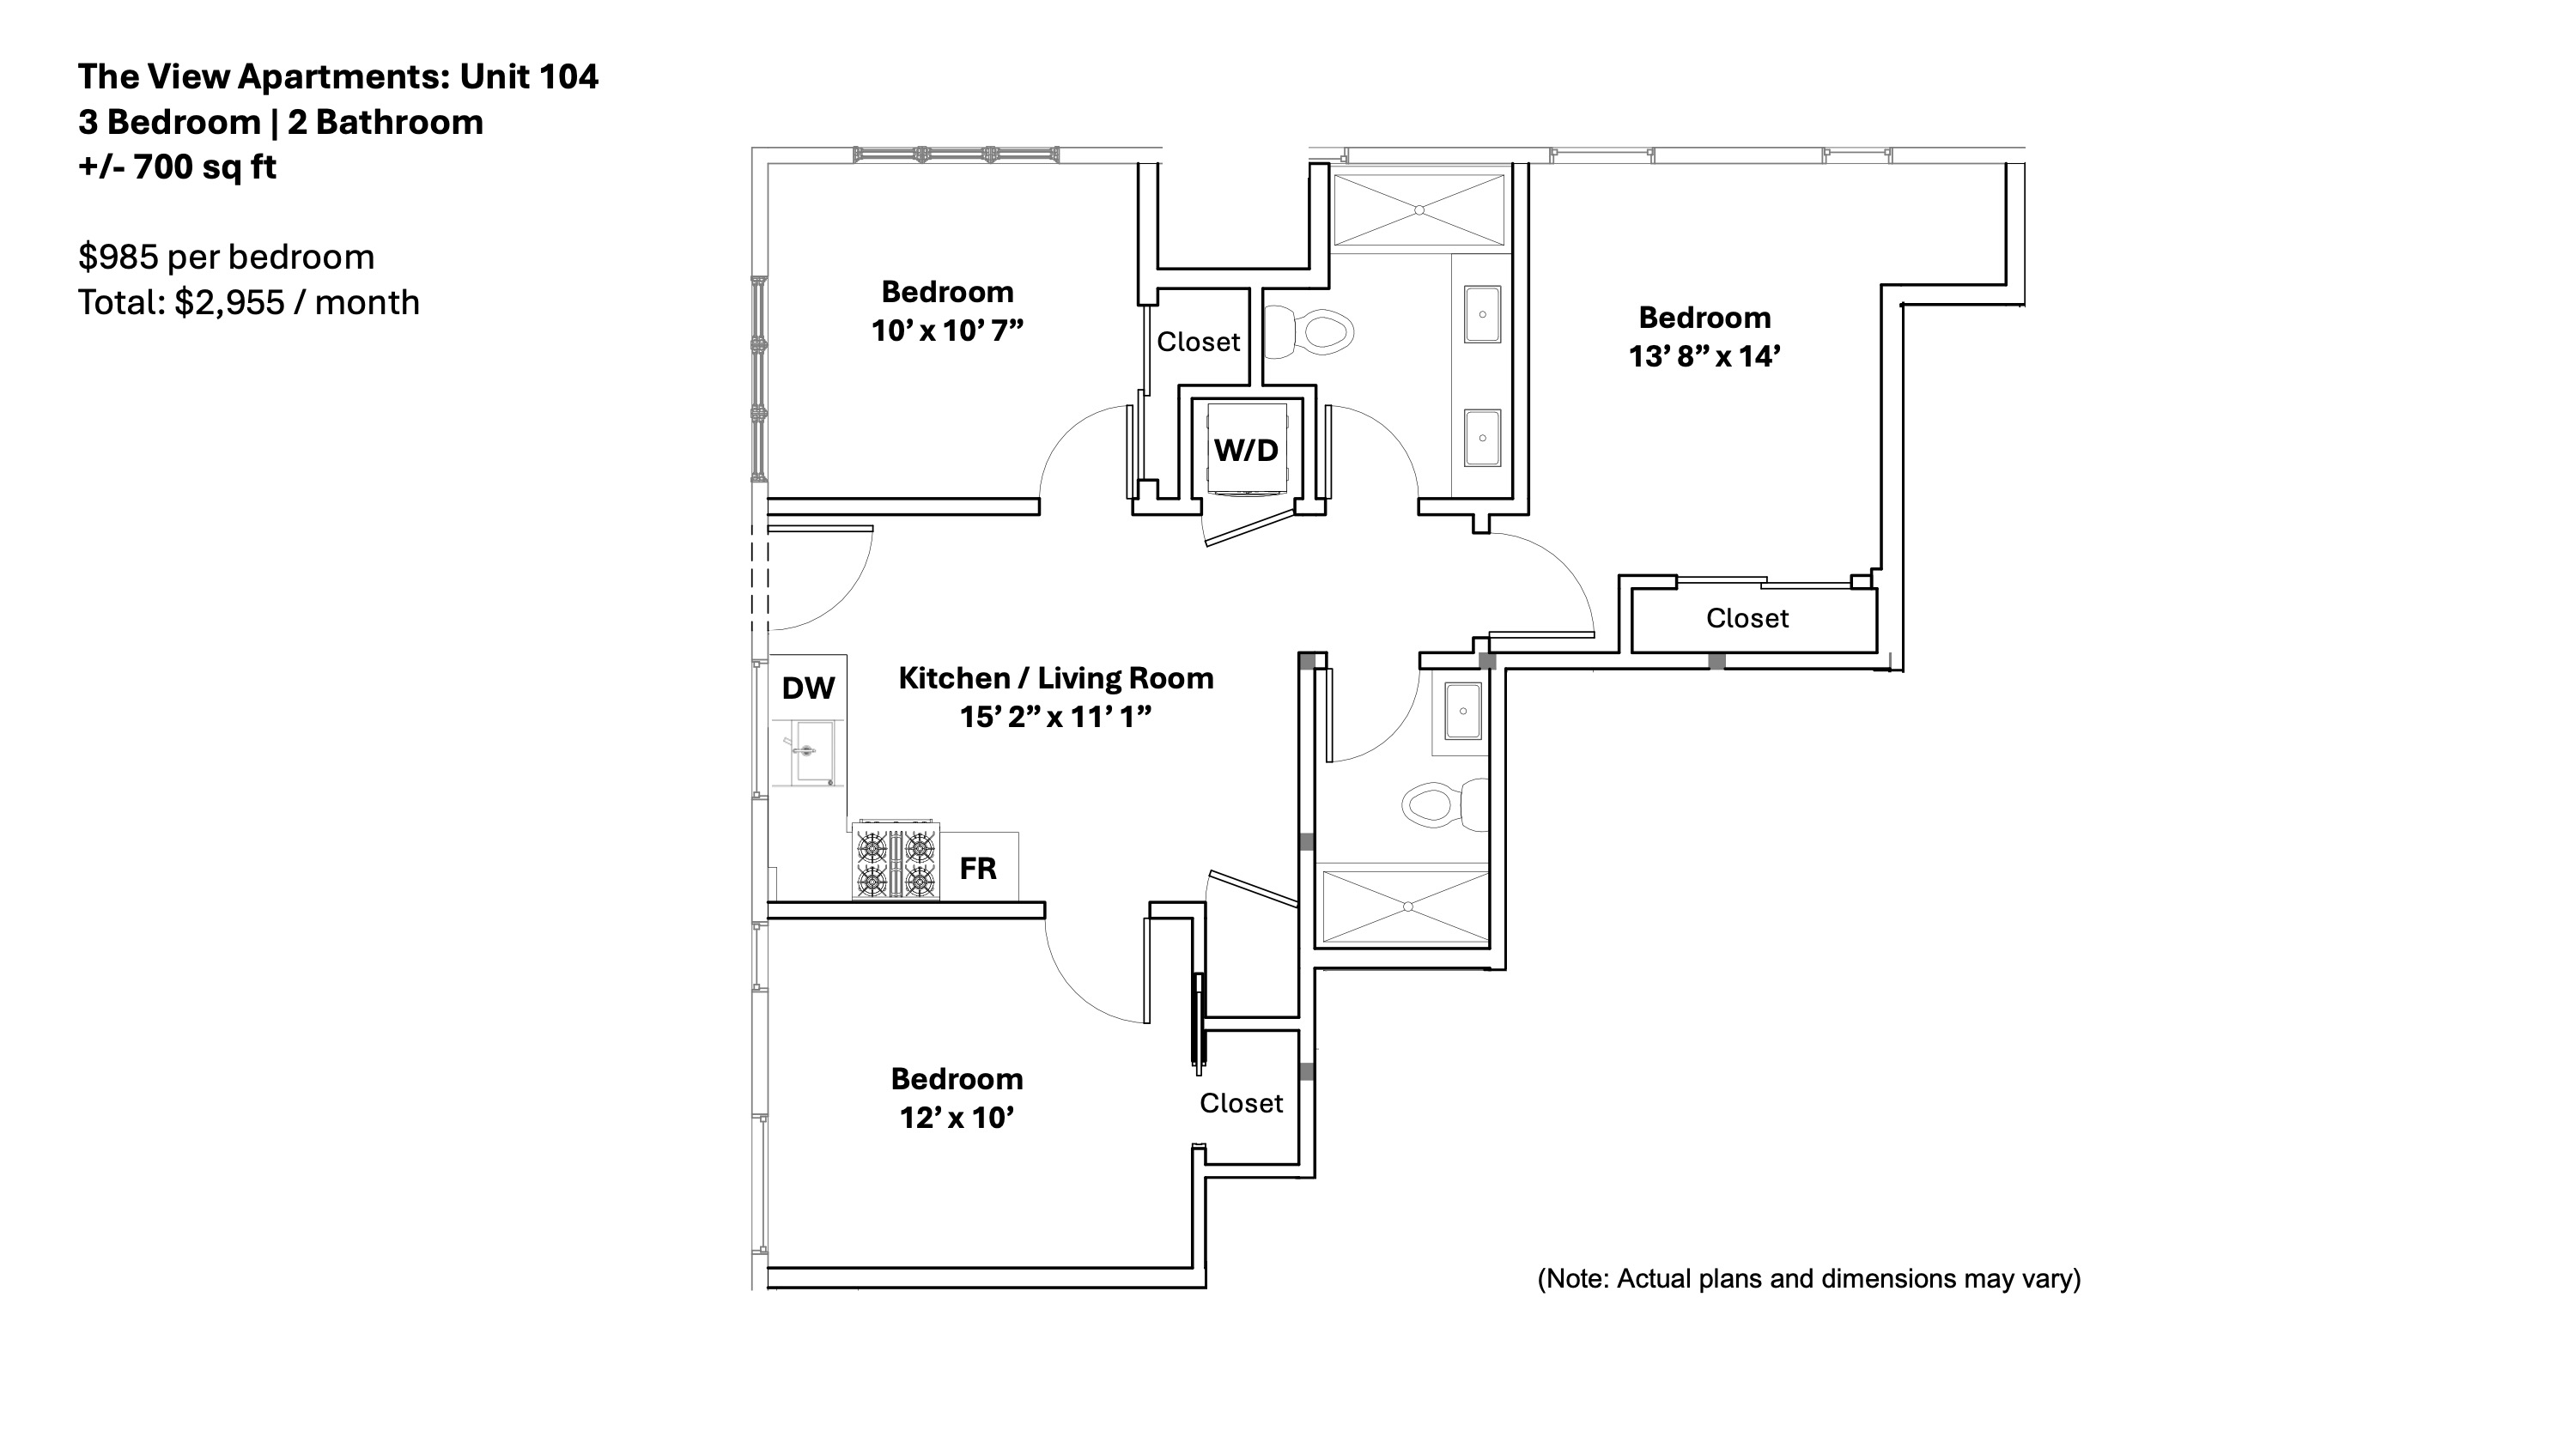 The View Apartments: Unit 104
3 Bedroom | 2 Bathroom
+/- 700 sq ft
$985 per bedroom
Total: $2,955 / month
Bedroom
10’ x 10’ 7”
Closet
W/D
Bedroom
13’ 8” x 14’
Closet
DW
Kitchen / Living Room
15’ 2” x 11’ 1”
FR
Bedroom
12’ x 10’
Closet
(Note: Actual plans and dimensions may vary)